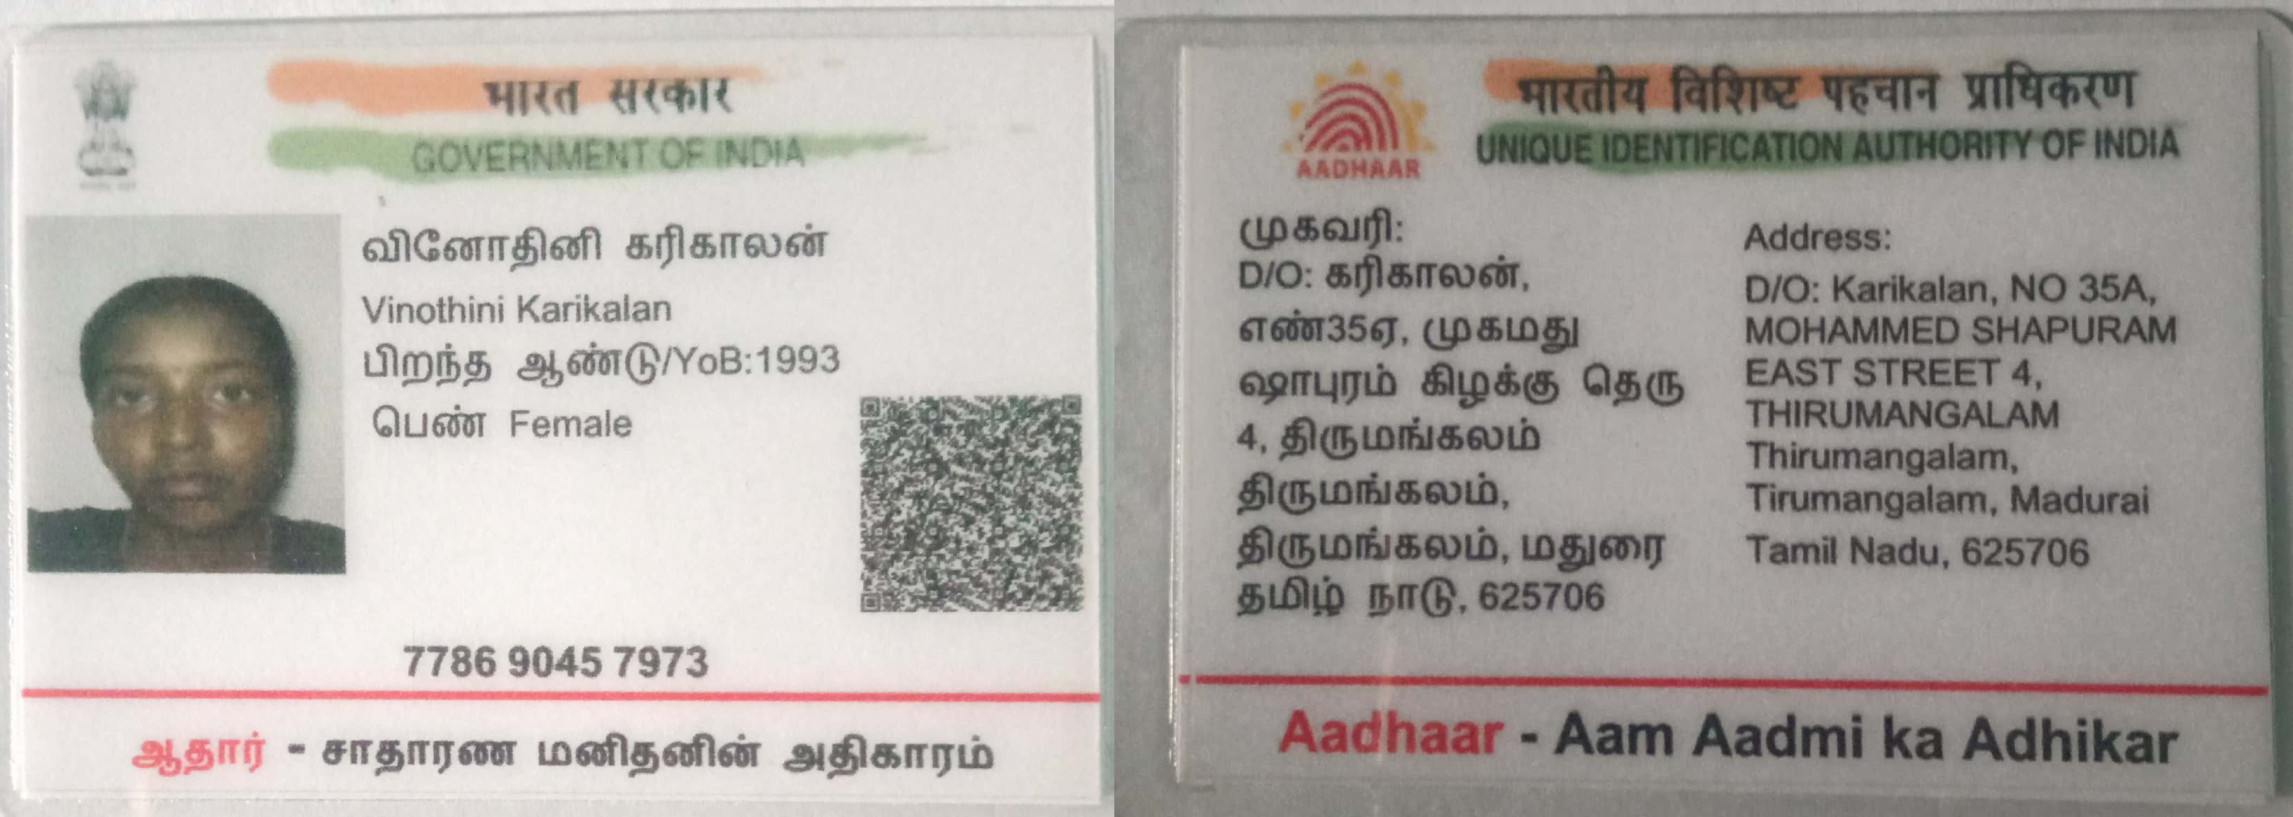 भारत सरकार
GOVERNMENT OF INDIA
வினோதினி கரிகாலன்
Vinothini Karikalan
பிறந்த ஆண்டு/YoB:1993
பெண் Female
7786 9045 7973
ஆதார் - சாதாரண மனிதனின் அதிகாரம்
भारतीय विशिष्ट पहचान प्राधिकरण
UNIQUE IDENTIFICATION AUTHORITY OF INDIA
AADHAAR
முகவரி:
D/O: கரிகாலன்,
எண்35ஏ, முகமது
ஷாபுரம் கிழக்கு தெரு
4, திருமங்கலம்
திருமங்கலம்,
திருமங்கலம், மதுரை
தமிழ் நாடு, 625706
Address:
D/O: Karikalan, NO 35A,
MOHAMMED SHAPURAM
EAST STREET 4,
THIRUMANGALAM
Thirumangalam,
Tirumangalam, Madurai
Tamil Nadu, 625706
Aadhaar - Aam Aadmi ka Adhikar